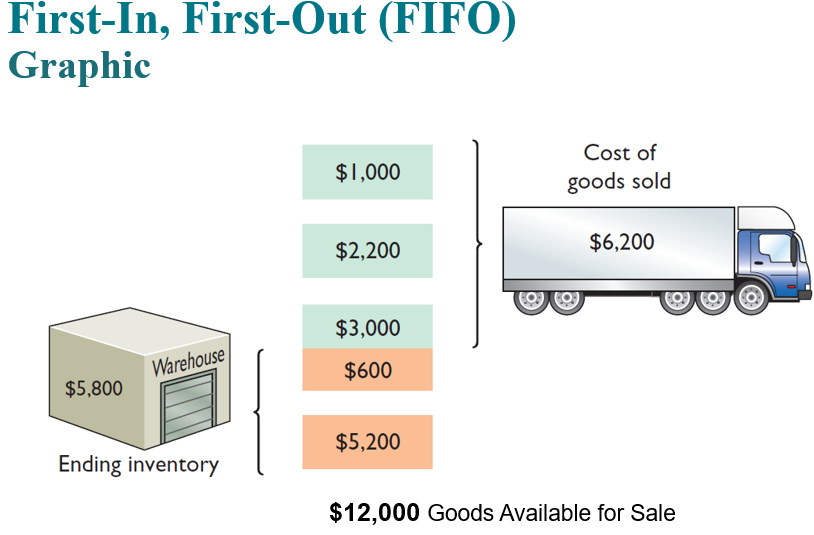 First-In, First-Out (FIFO)
Graphic
$1,000
$2,200
$3,000
$600
$5,200
Cost of
goods sold
$6,200
Warehouse
$5,800
Ending inventory
$12,000 Goods Available for Sale